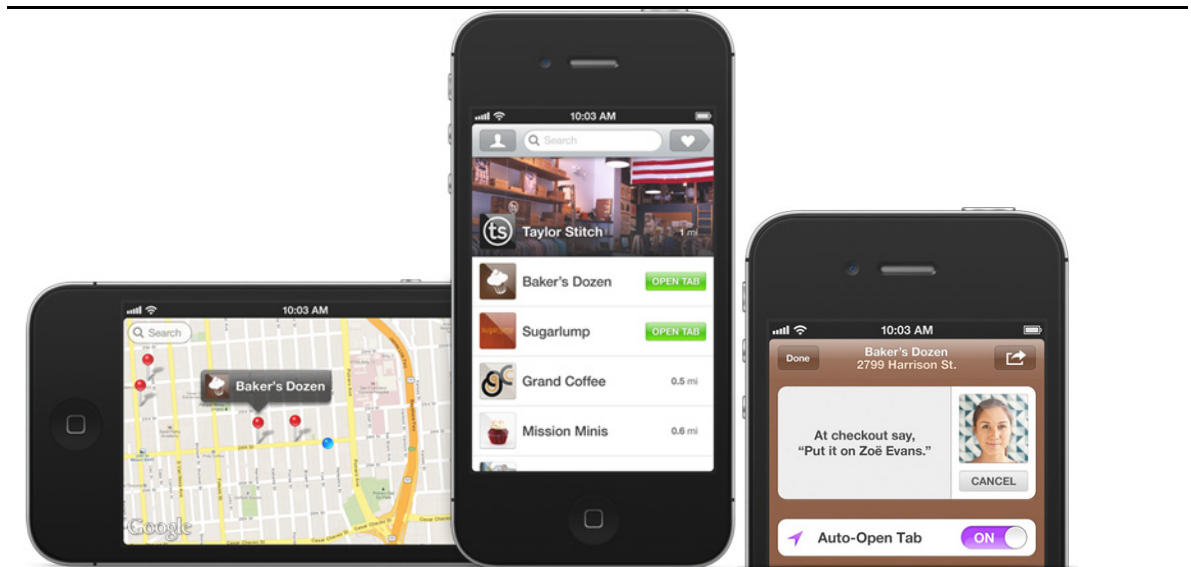 10:03 AM
Search
Baker's Dozen
Google
10:03 AM
Search
ts
Taylor Stitch
1 mi
Baker's Dozen
OPEN TAB
Sugarlump
OPEN TAB
Grand Coffee
0.5 mi
Mission Minis
0.6 mi
10:03 AM
Done
Baker's Dozen
2799 Harrison St.
At checkout say,
“Put it on Zoë Evans.”
CANCEL
Auto-Open Tab
ON